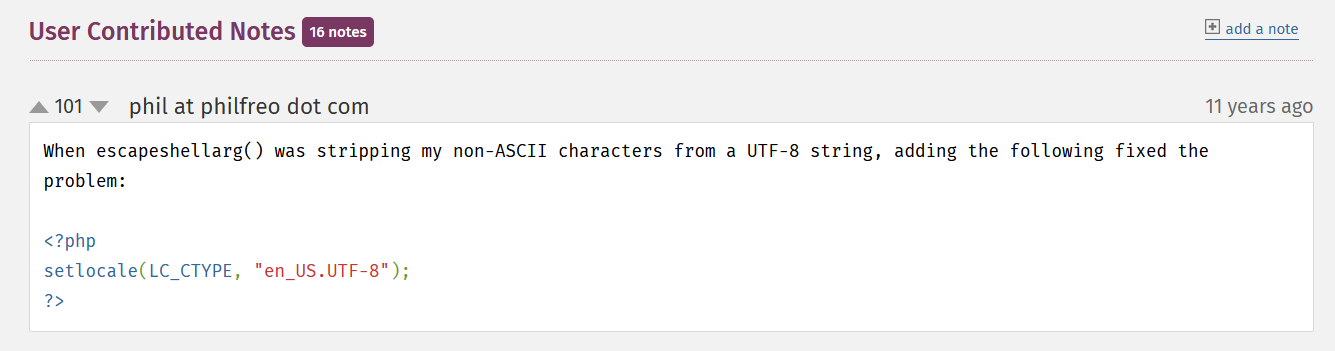 User Contributed Notes 16 notes
add a note
101 phil at philfreo dot com
11 years ago
When escapeshellarg() was stripping my non-ASCII characters from a UTF-8 string, adding the following fixed the
problem:
<?php
setlocale(LC_CTYPE, "en_US.UTF-8");
?>